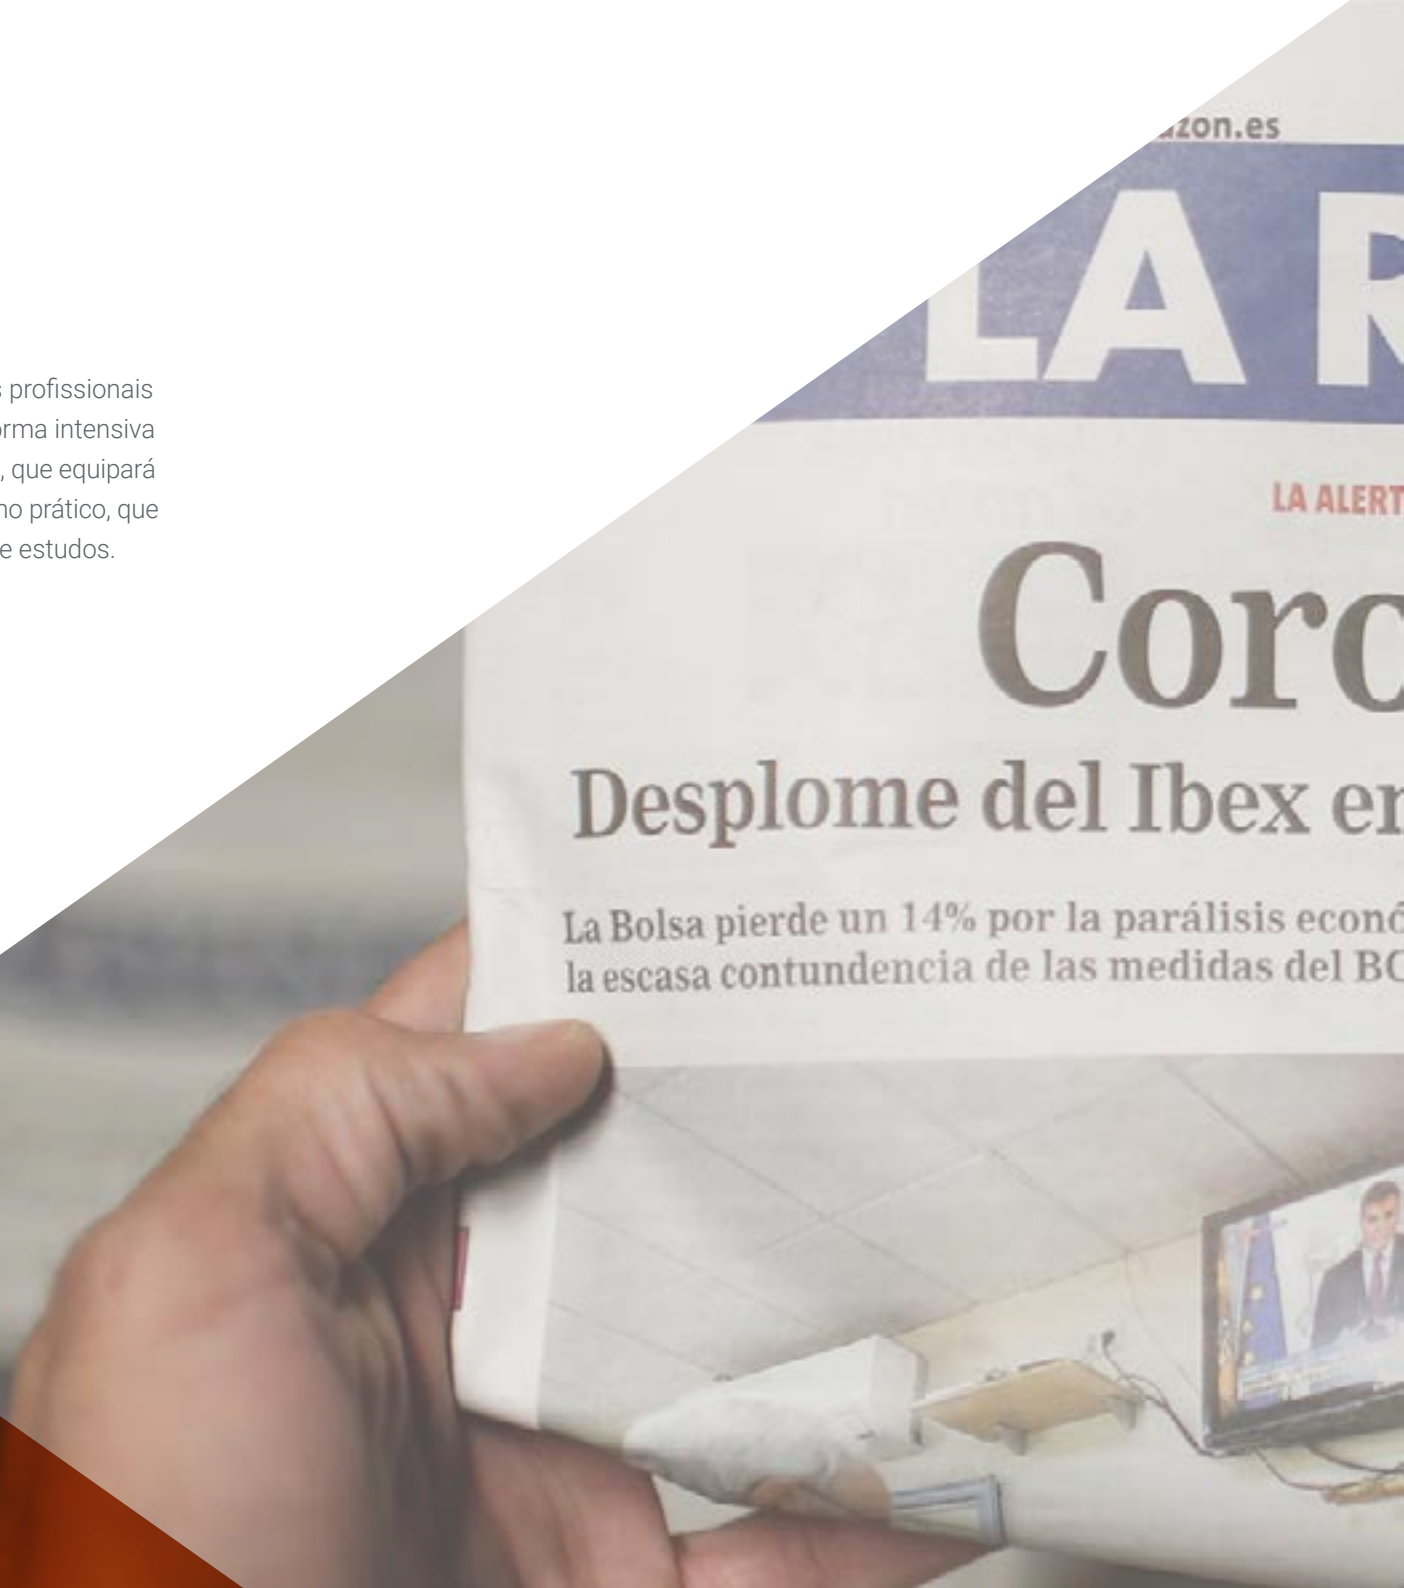 s profissionais
orma intensiva
, que equipará
no prático, que
e estudos.
zon.es
LA R
LA ALERT
Coro
Desplome del Ibex en
La Bolsa pierde un 14% por la parálisis econó
la escasa contundencia de las medidas del BC